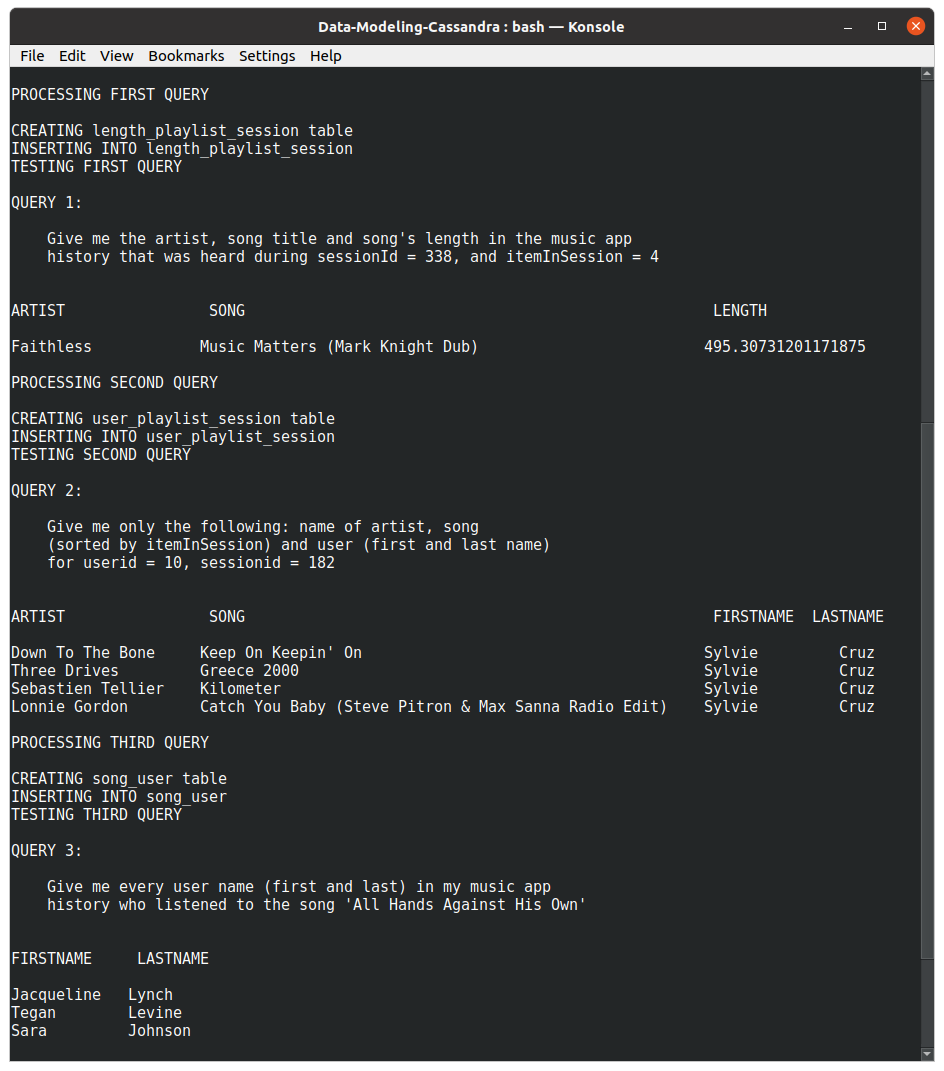 Data-Modeling-Cassandra : bash — Konsole
File Edit View Bookmarks Settings Help
PROCESSING FIRST QUERY
CREATING length_playlist_session table
INSERTING INTO length_playlist_session
TESTING FIRST QUERY
QUERY 1:
Give me the artist, song title and song's length in the music app
history that was heard during sessionId = 338, and itemInSession = 4
ARTIST SONG LENGTH
Faithless Music Matters (Mark Knight Dub) 495.30731201171875
PROCESSING SECOND QUERY
CREATING user_playlist_session table
INSERTING INTO user_playlist_session
TESTING SECOND QUERY
QUERY 2:
Give me only the following: name of artist, song
(sorted by itemInSession) and user (first and last name)
for userid = 10, sessionid = 182
ARTIST SONG FIRSTNAME LASTNAME
Down To The Bone Keep On Keepin' On Sylvie Cruz
Three Drives Greece 2000 Sylvie Cruz
Sebastien Tellier Kilometer Sylvie Cruz
Lonnie Gordon Catch You Baby (Steve Pitron & Max Sanna Radio Edit) Sylvie Cruz
PROCESSING THIRD QUERY
CREATING song_user table
INSERTING INTO song_user
TESTING THIRD QUERY
QUERY 3:
Give me every user name (first and last) in my music app
history who listened to the song 'All Hands Against His Own'
FIRSTNAME LASTNAME
Jacqueline Lynch
Tegan Levine
Sara Johnson